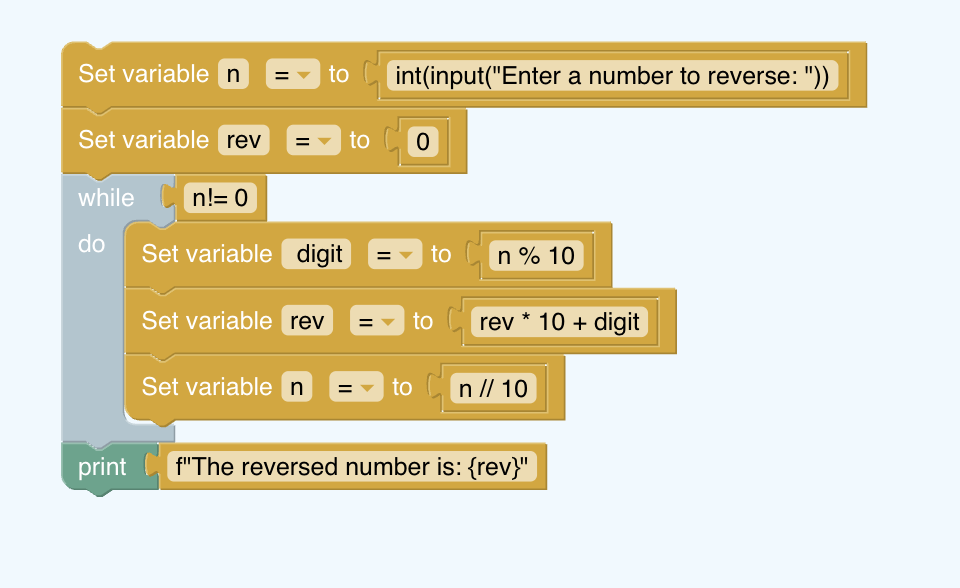 Set variable n = to int(input("Enter a number to reverse: "))
Set variable rev = to 0
while n!= 0
do Set variable digit = to n % 10
Set variable rev = to rev * 10 + digit
Set variable n = to n // 10
print f"The reversed number is: {rev}"